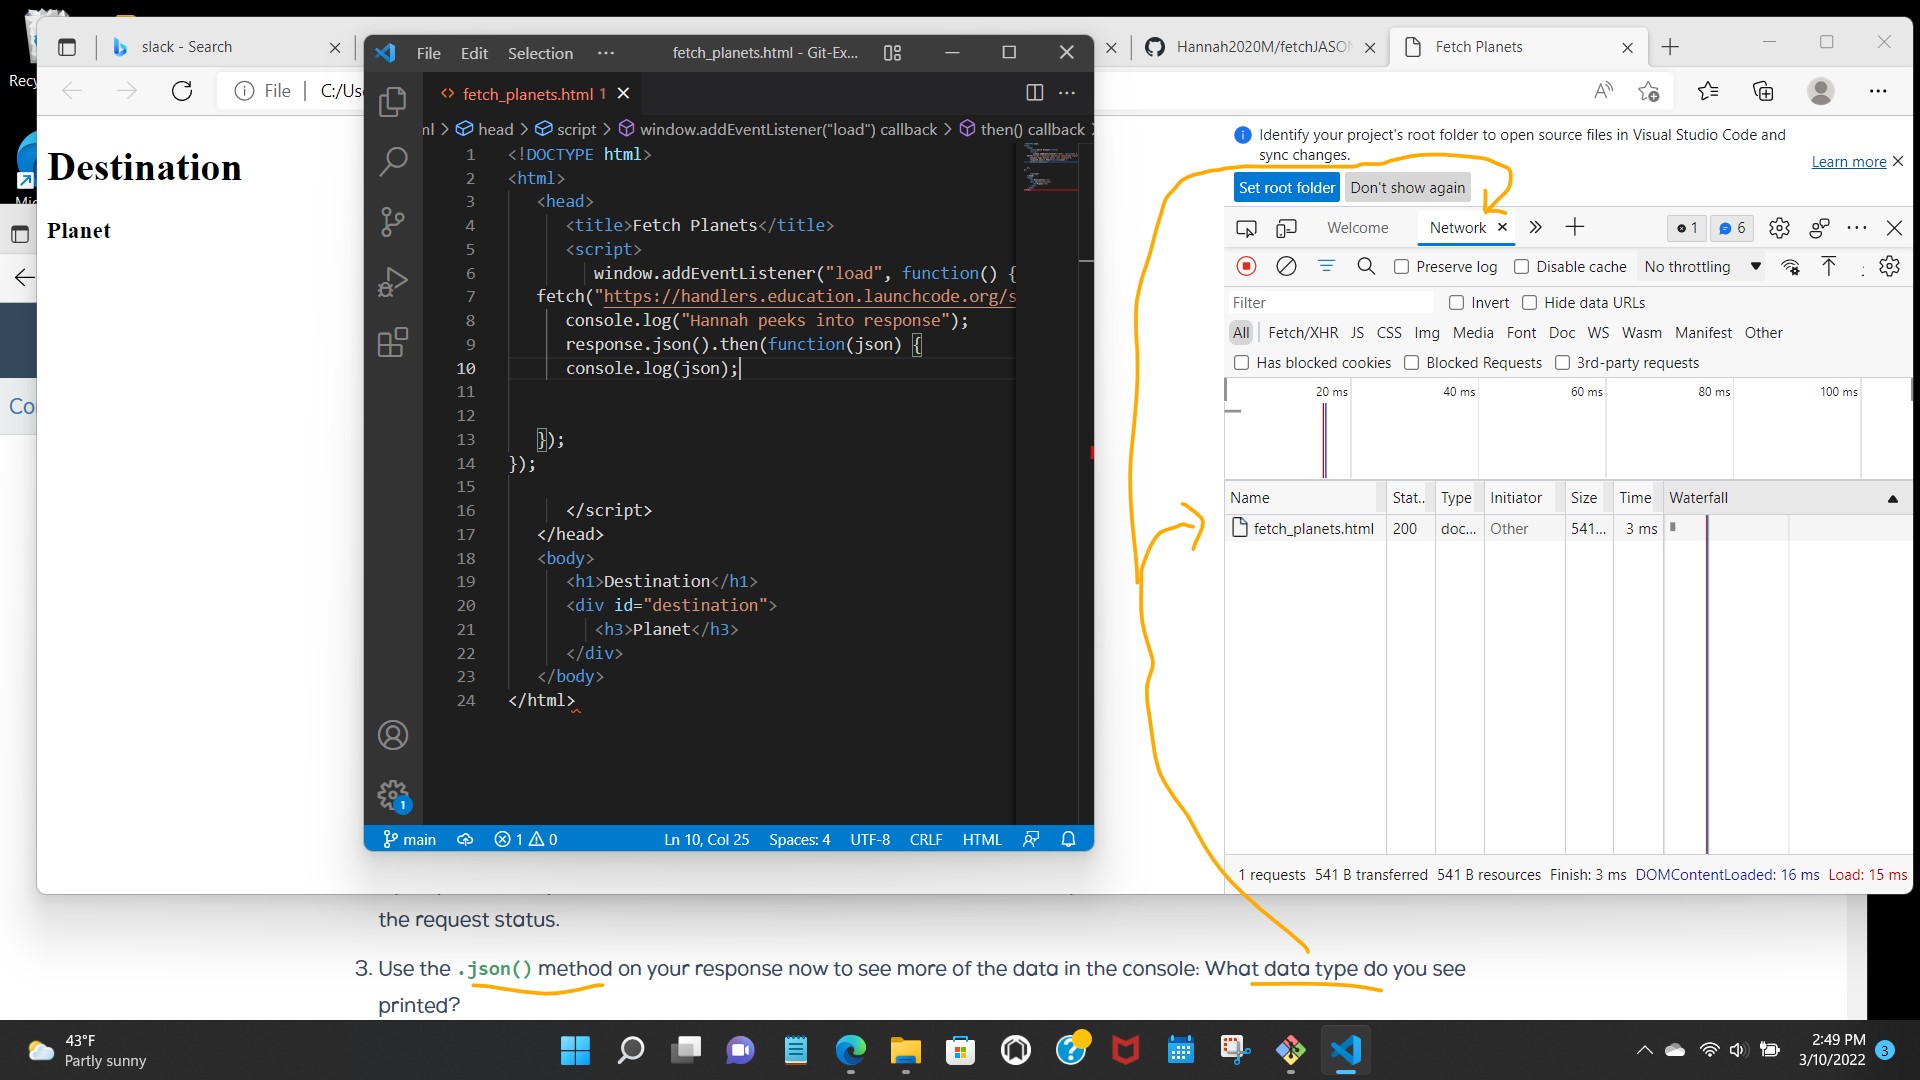 Recy
slack - Search
File Edit Selection ··· fetch_planets.html - Git-Ex...
Hannah2020M/fetchJASON
Fetch Planets
File C:/Use
fetch_planets.html 1
ml > head > script > window.addEventListener("load") callback > then() callback
1 <!DOCTYPE html>
2 <html>
3 <head>
4 <title>Fetch Planets</title>
5 <script>
6 window.addEventListener("load", function() {
7 fetch("https://handlers.education.launchcode.org/s
8 console.log("Hannah peeks into response");
9 response.json().then(function(json) {
10 console.log(json);
11
12
13 });
14 });
15
16 </script>
17 </head>
18 <body>
19 <h1>Destination</h1>
20 <div id="destination">
21 <h3>Planet</h3>
22 </div>
23 </body>
24 </html>
main 1 0 Ln 10, Col 25 Spaces: 4 UTF-8 CRLF HTML
1
Destination
Planet
Mic
Co
Identify your project's root folder to open source files in Visual Studio Code and
sync changes.
Learn more
Set root folder Don't show again
Welcome Network 1 6
Preserve log Disable cache No throttling
Filter Invert Hide data URLs
All Fetch/XHR JS CSS Img Media Font Doc WS Wasm Manifest Other
Has blocked cookies Blocked Requests 3rd-party requests
20 ms 40 ms 60 ms 80 ms 100 ms
Name Stat.. Type Initiator Size Time Waterfall
fetch_planets.html 200 doc... Other 541... 3 ms
1 requests 541 B transferred 541 B resources Finish: 3 ms DOMContentLoaded: 16 ms Load: 15 ms
the request status.
3. Use the .json() method on your response now to see more of the data in the console: What data type do you see
printed?
43°F
Partly sunny
2:49 PM
3/10/2022
3